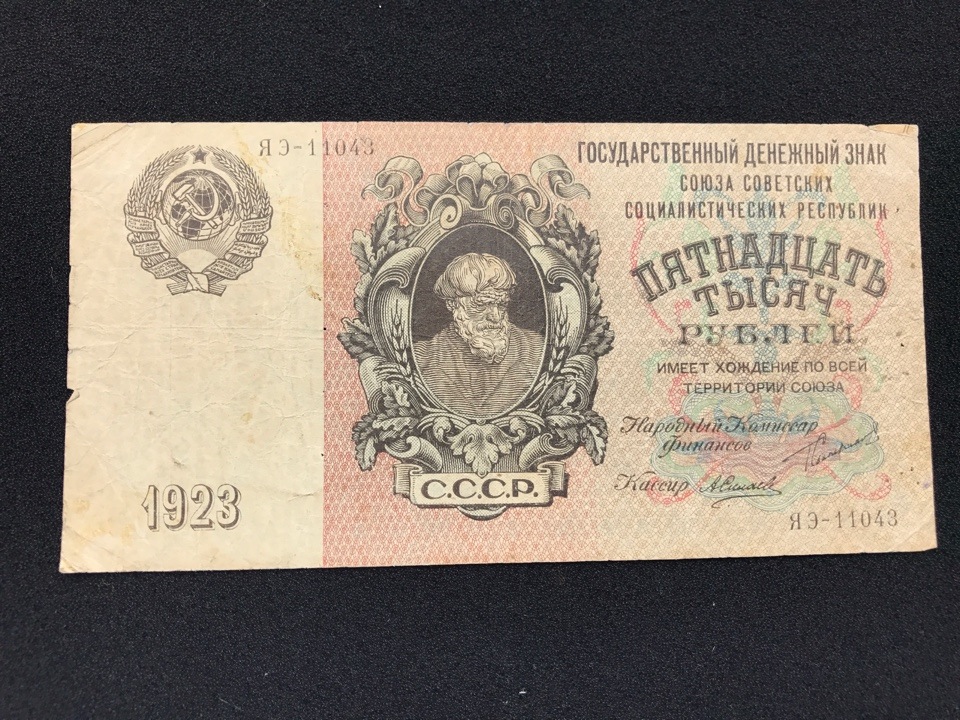 ЯЭ-11043
ГОСУДАРСТВЕННЫЙ ДЕНЕЖНЫЙ ЗНАК
СОЮЗА СОВЕТСКИХ
СОЦИАЛИСТИЧЕСКИХ РЕСПУБЛИК,
ПЯТНАДЦАТЬ
ТЫСЯЧ
РУБЛЕЙ
ИМЕЕТ ХОЖДЕНИЕ ПО ВСЕЙ
ТЕРРИТОРИИ СОЮЗА
Народный Комиссар
Финансов
Кассир
С.С.С.Р.
1923
ЯЭ-11043